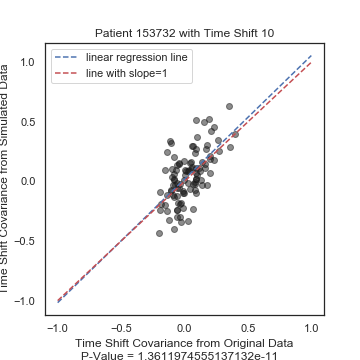 Patient 153732 with Time Shift 10
linear regression line
line with slope=1
Time Shift Covariance from Simulated Data
1.0
0.5
0.0
−0.5
−1.0
−1.0 −0.5 0.0 0.5 1.0
Time Shift Covariance from Original Data
P-Value = 1.3611974555137132e-11